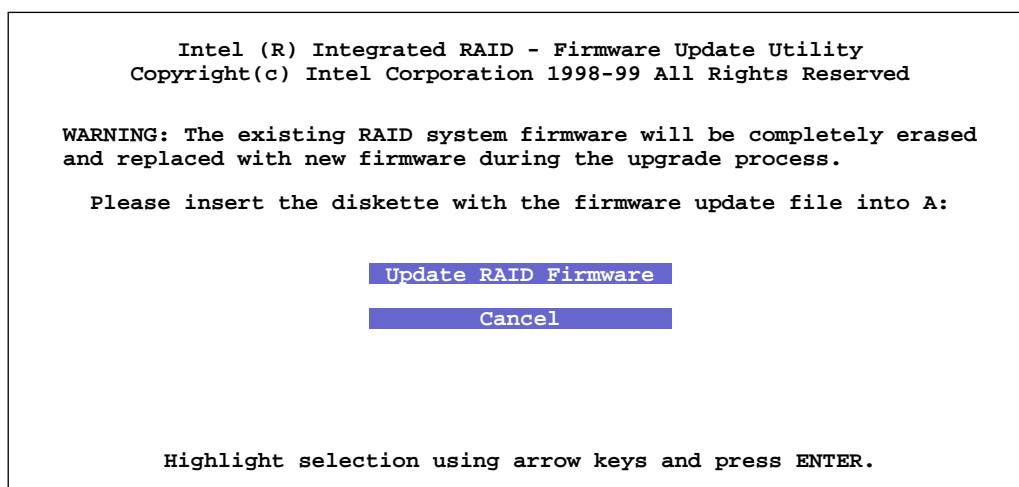 Intel (R) Integrated RAID - Firmware Update Utility
Copyright(c) Intel Corporation 1998-99 All Rights Reserved
WARNING: The existing RAID system firmware will be completely erased
and replaced with new firmware during the upgrade process.
Please insert the diskette with the firmware update file into A:
Update RAID Firmware
Cancel
Highlight selection using arrow keys and press ENTER.